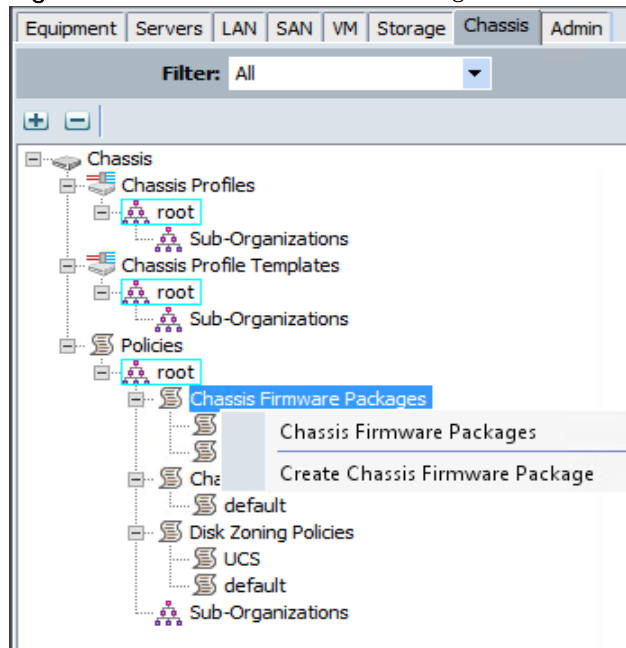 Equipment Servers LAN SAN VM Storage Chassis Admin
Filter: All
Chassis
Chassis Profiles
root
Sub-Organizations
Chassis Profile Templates
root
Sub-Organizations
Policies
root
Chassis Firmware Packages
Chassis Firmware Packages
Create Chassis Firmware Package
Cha
default
Disk Zoning Policies
UCS
default
Sub-Organizations